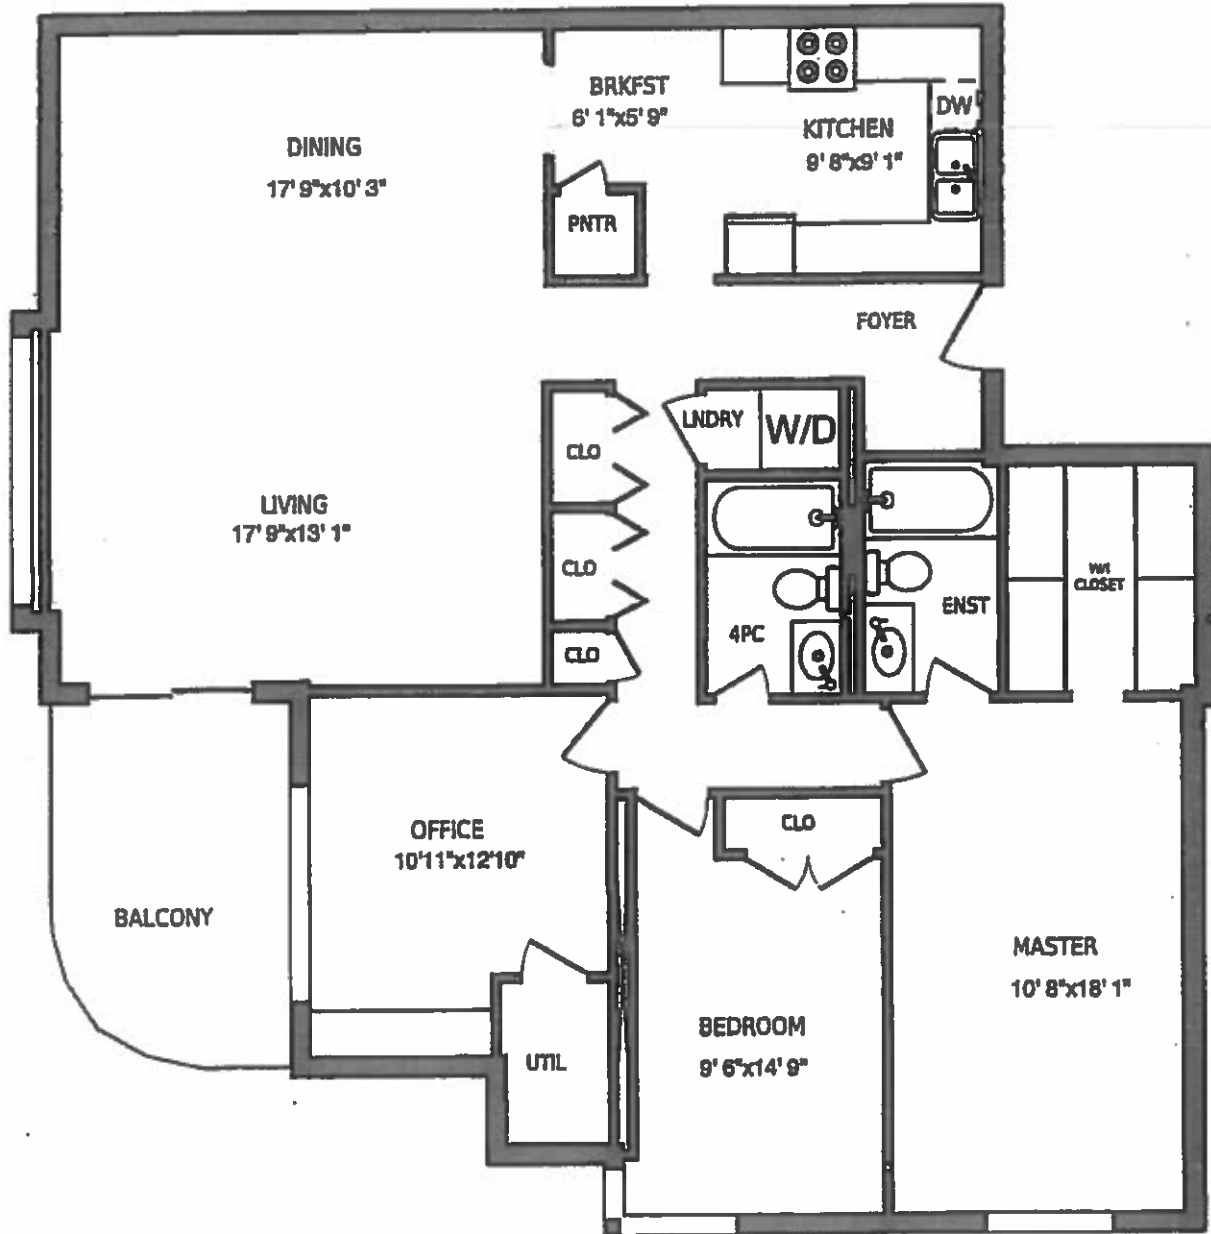 BRKFST
6' 1"x5' 9"
DW
KITCHEN
9' 8"x9' 1"
DINING
17' 9"x10' 3"
PNTR
FOYER
LNDRY
W/D
CLO
LIVING
17' 9"x13' 1"
CLO
W/I
CLOSET
ENST
4PC
CLO
OFFICE
10'11"x12'10"
CLO
BALCONY
MASTER
10' 8"x18' 1"
BEDROOM
9' 6"x14' 9"
UTIL